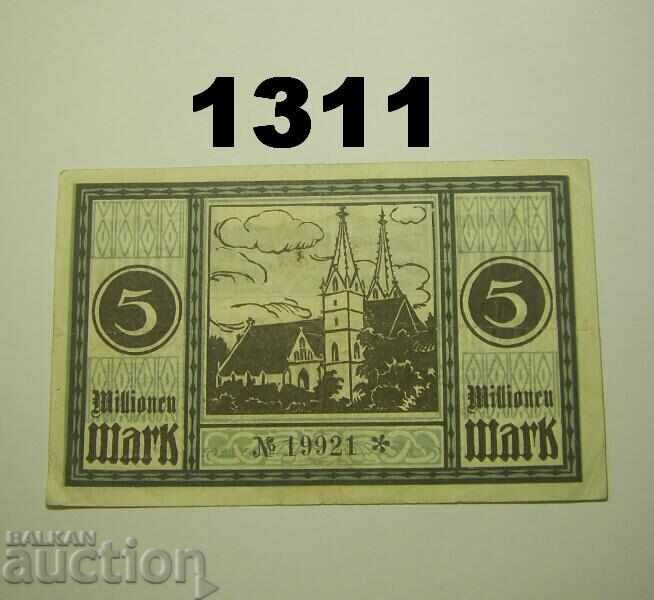 1311
5 5
Millionen Millionen
Mark Mark
№ 19921 *
BALKAN
auction